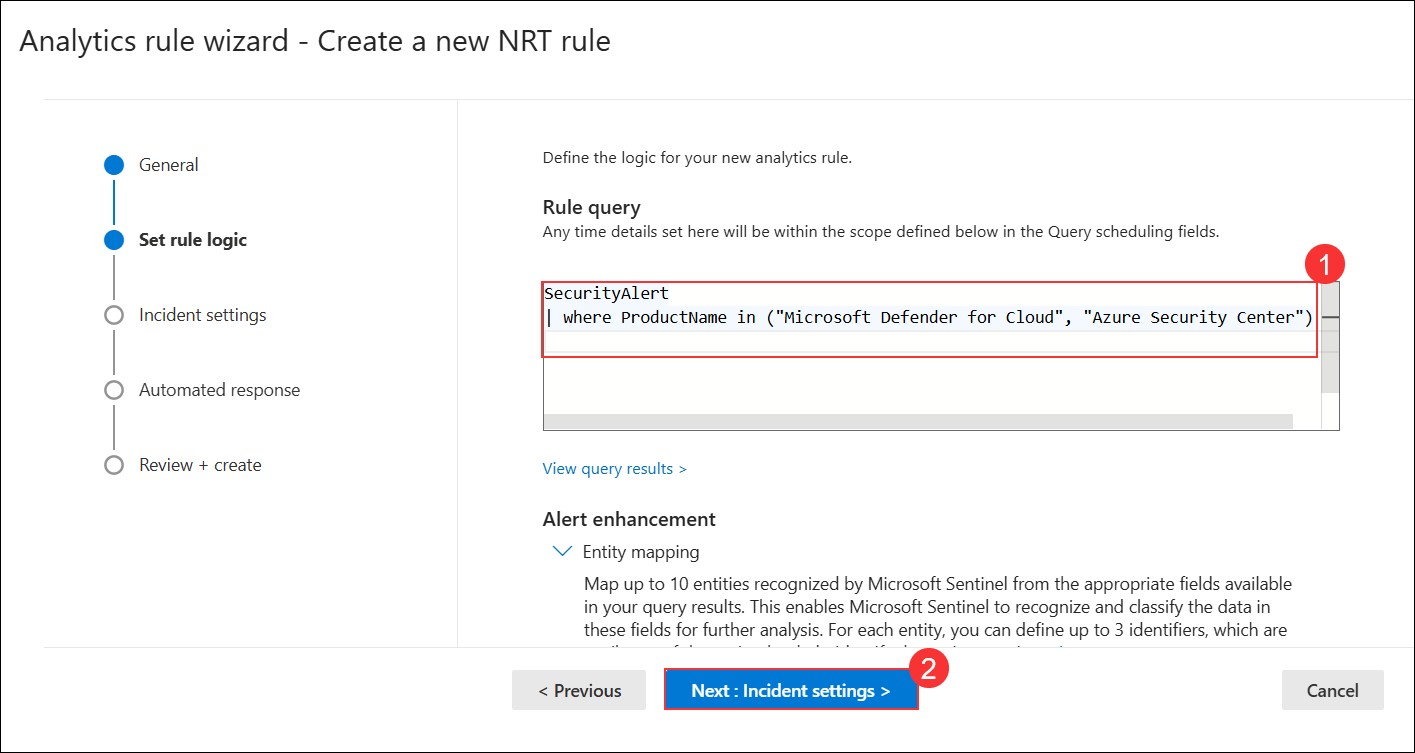 Analytics rule wizard - Create a new NRT rule
General
Set rule logic
Incident settings
Automated response
Review + create
Define the logic for your new analytics rule.
Rule query
Any time details set here will be within the scope defined below in the Query scheduling fields.
1
SecurityAlert
| where ProductName in ("Microsoft Defender for Cloud", "Azure Security Center")
View query results >
Alert enhancement
Entity mapping
Map up to 10 entities recognized by Microsoft Sentinel from the appropriate fields available
in your query results. This enables Microsoft Sentinel to recognize and classify the data in
these fields for further analysis. For each entity, you can define up to 3 identifiers, which are
2
< Previous
Next : Incident settings >
Cancel